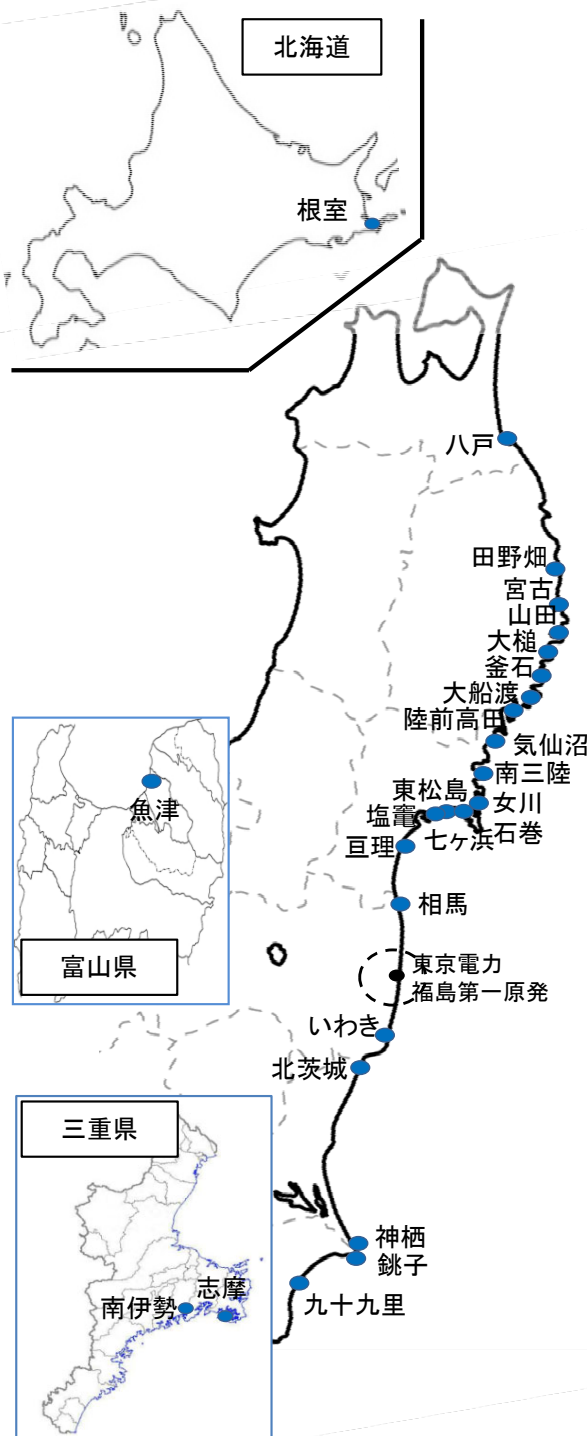 北海道
根室
八戸
田野畑
宮古
山田
大槌
釜石
大船渡
陸前高田
気仙沼
南三陸
東松島
女川
塩竈
石巻
七ヶ浜
亘理
相馬
東京電力
福島第一原発
いわき
北茨城
神栖
銚子
九十九里
魚津
富山県
三重県
志摩
南伊勢